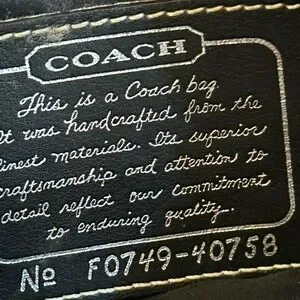 COACH
This is a Coach bag.
It was handcrafted from the
finest materials. Its superior
craftsmanship and attention to
detail reflect our commitment
to enduring quality.
No F0749-40758